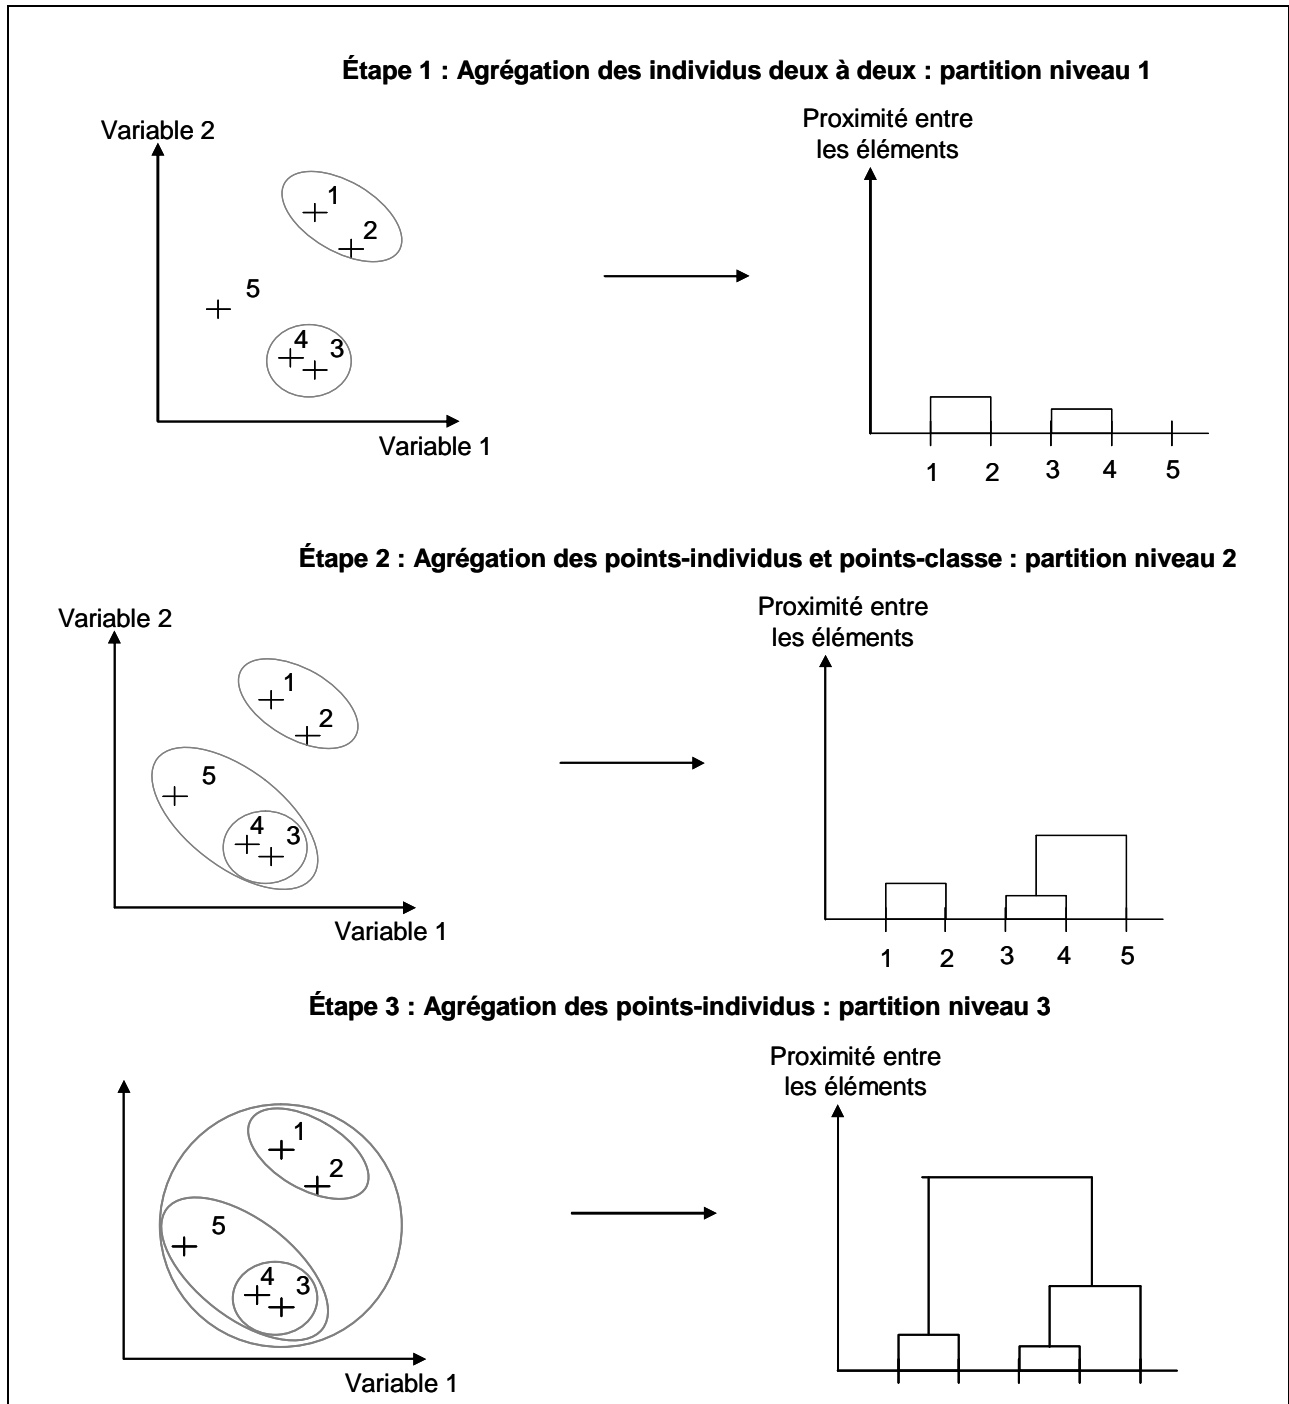 Étape 1 : Agrégation des individus deux à deux : partition niveau 1
Variable 2
1
2
5
4
3
Variable 1
Proximité entre
les éléments
1 2 3 4 5
Étape 2 : Agrégation des points-individus et points-classe : partition niveau 2
Variable 2
1
2
5
4
3
Variable 1
Proximité entre
les éléments
1 2 3 4 5
Étape 3 : Agrégation des points-individus : partition niveau 3
1
2
5
4
3
Variable 1
Proximité entre
les éléments